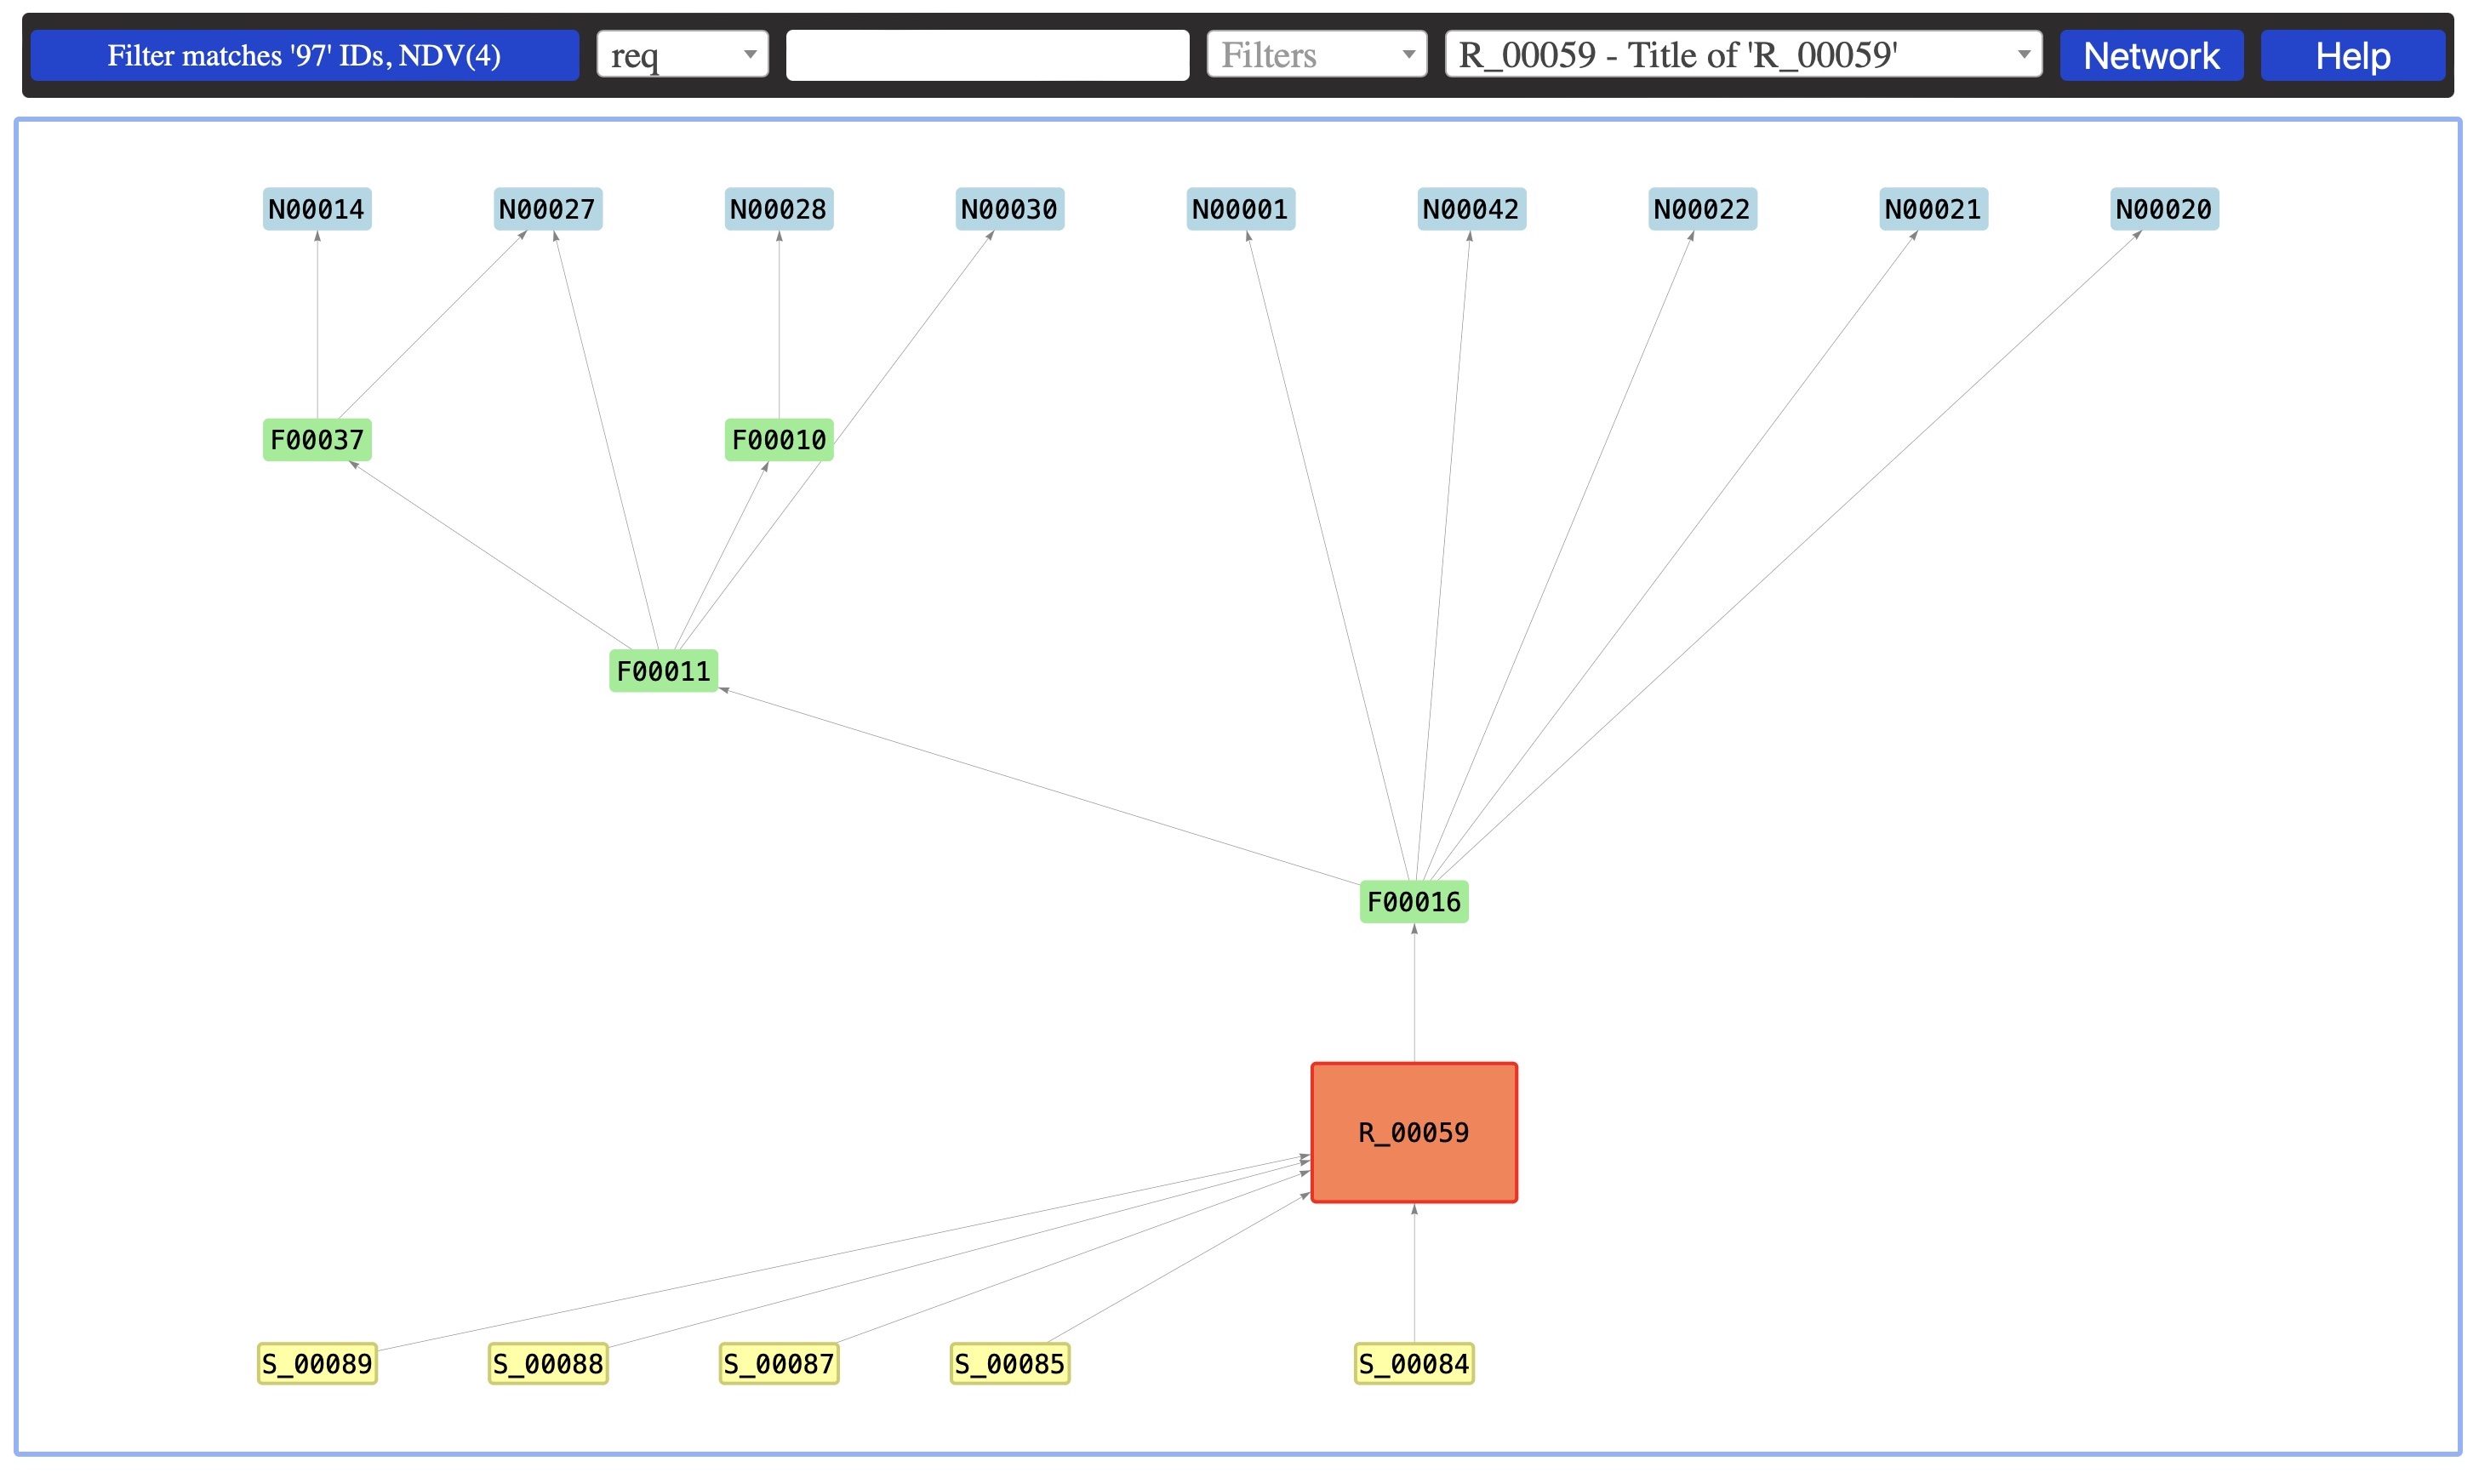 Filter matches '97' IDs, NDV(4) req Filters R_00059 - Title of 'R_00059' Network Help
N00014 N00027 N00028 N00030 N00001 N00042 N00022 N00021 N00020
F00037 F00010
F00011
F00016
R_00059
S_00089 S_00088 S_00087 S_00085 S_00084